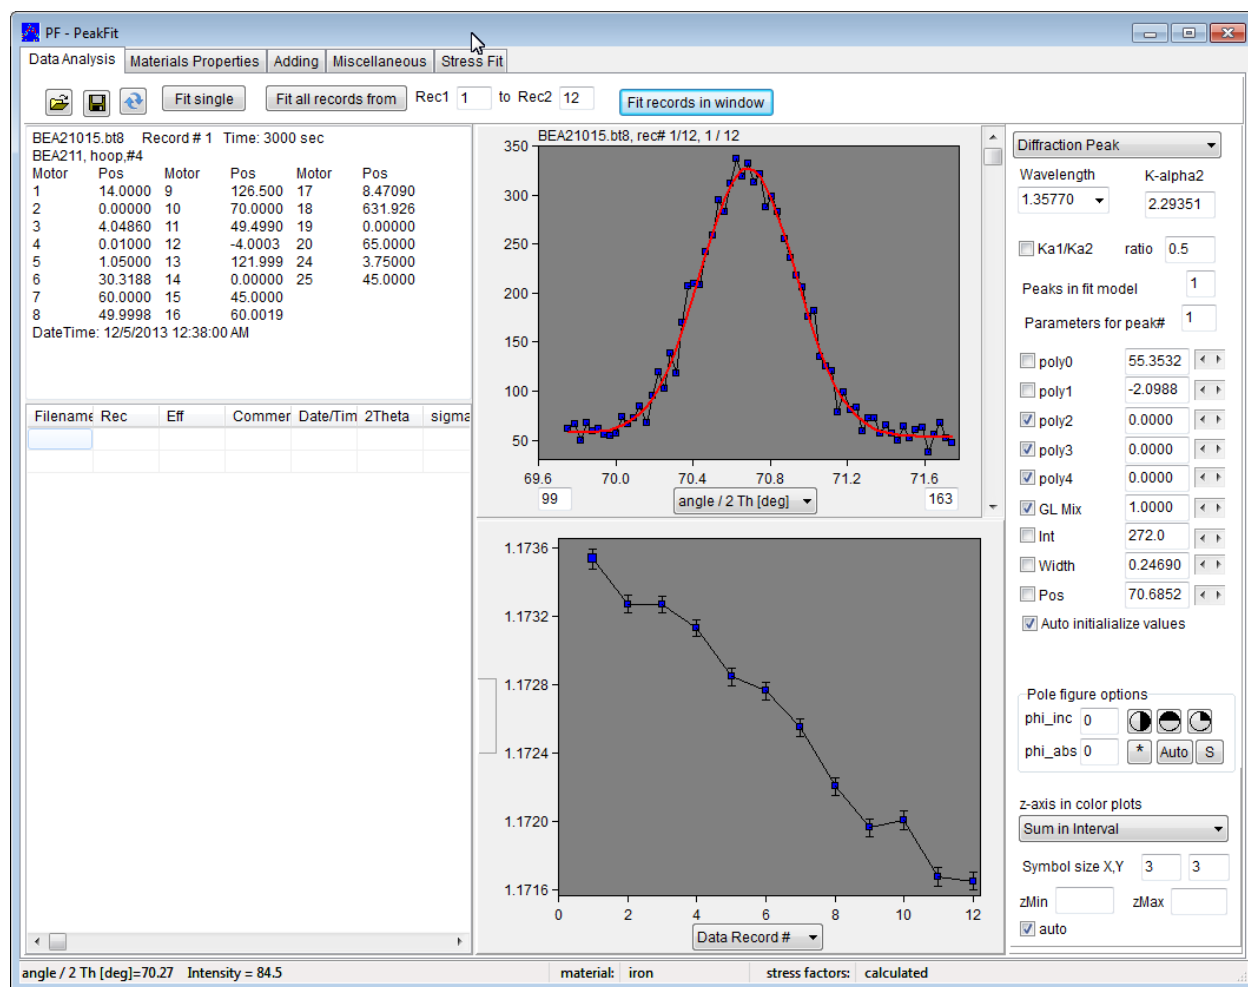 PF - PeakFit
Data Analysis Materials Properties Adding Miscellaneous Stress Fit
Fit single Fit all records from Rec1 1 to Rec2 12 Fit records in window
BEA21015.bt8 Record # 1 Time: 3000 sec
BEA211, hoop,#4
Motor Pos Motor Pos Motor Pos
1 14.0000 9 126.500 17 8.47090
2 0.00000 10 70.0000 18 631.926
3 4.04860 11 49.4990 19 0.00000
4 0.01000 12 -4.0003 20 65.0000
5 1.05000 13 121.999 24 3.75000
6 30.3188 14 0.00000 25 45.0000
7 60.0000 15 45.0000
8 49.9998 16 60.0019
DateTime: 12/5/2013 12:38:00 AM
Filename Rec Eff Commer Date/Tim 2Theta sigma
BEA21015.bt8, rec# 1/12, 1 / 12
350
300
250
200
150
100
50
69.6 70.0 70.4 70.8 71.2 71.6
99 angle / 2 Th [deg] 163
1.1736
1.1732
1.1728
1.1724
1.1720
1.1716
0 2 4 6 8 10 12
Data Record #
Diffraction Peak
Wavelength K-alpha2
1.35770 2.29351
Ka1/Ka2 ratio 0.5
Peaks in fit model 1
Parameters for peak# 1
poly0 55.3532
poly1 -2.0988
poly2 0.0000
poly3 0.0000
poly4 0.0000
GL Mix 1.0000
Int 272.0
Width 0.24690
Pos 70.6852
Auto initialialize values
Pole figure options
phi_inc 0
phi_abs 0 * Auto S
z-axis in color plots
Sum in Interval
Symbol size X,Y 3 3
zMin zMax
auto
angle / 2 Th [deg]=70.27 Intensity = 84.5 material: iron stress factors: calculated